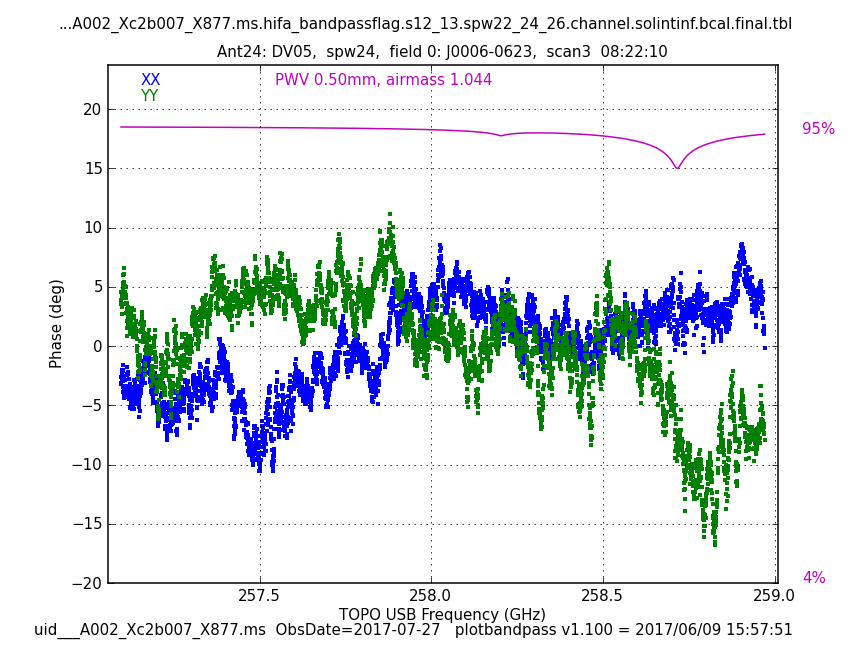 ...A002_Xc2b007_X877.ms.hifa_bandpassflag.s12_13.spw22_24_26.channel.solintinf.bcal.final.tbl
Ant24: DV05,  spw24,  field 0: J0006-0623,  scan3  08:22:10
XX
YY
PWV 0.50mm, airmass 1.044
95%
4%
20
15
10
5
0
−5
−10
−15
−20
Phase (deg)
257.5
258.0
258.5
259.0
TOPO USB Frequency (GHz)
uid___A002_Xc2b007_X877.ms  ObsDate=2017-07-27   plotbandpass v1.100 = 2017/06/09 15:57:51